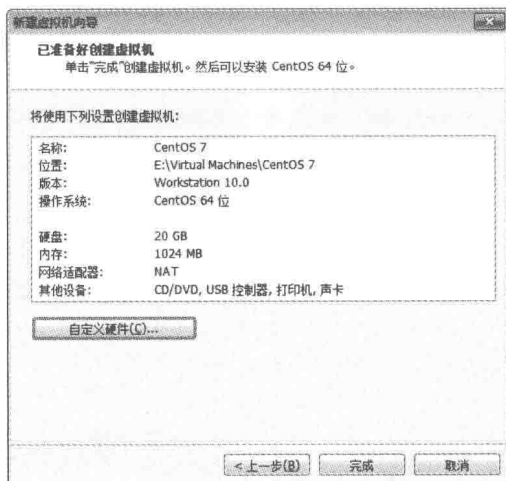 新建虚拟机向导
已准备好创建虚拟机
单击"完成"创建虚拟机。然后可以安装 CentOS 64 位。
将使用下列设置创建虚拟机:
名称: CentOS 7
位置: E:\Virtual Machines\CentOS 7
版本: Workstation 10.0
操作系统: CentOS 64 位
硬盘: 20 GB
内存: 1024 MB
网络适配器: NAT
其他设备: CD/DVD, USB 控制器, 打印机, 声卡
自定义硬件(C)...
< 上一步(B) 完成 取消